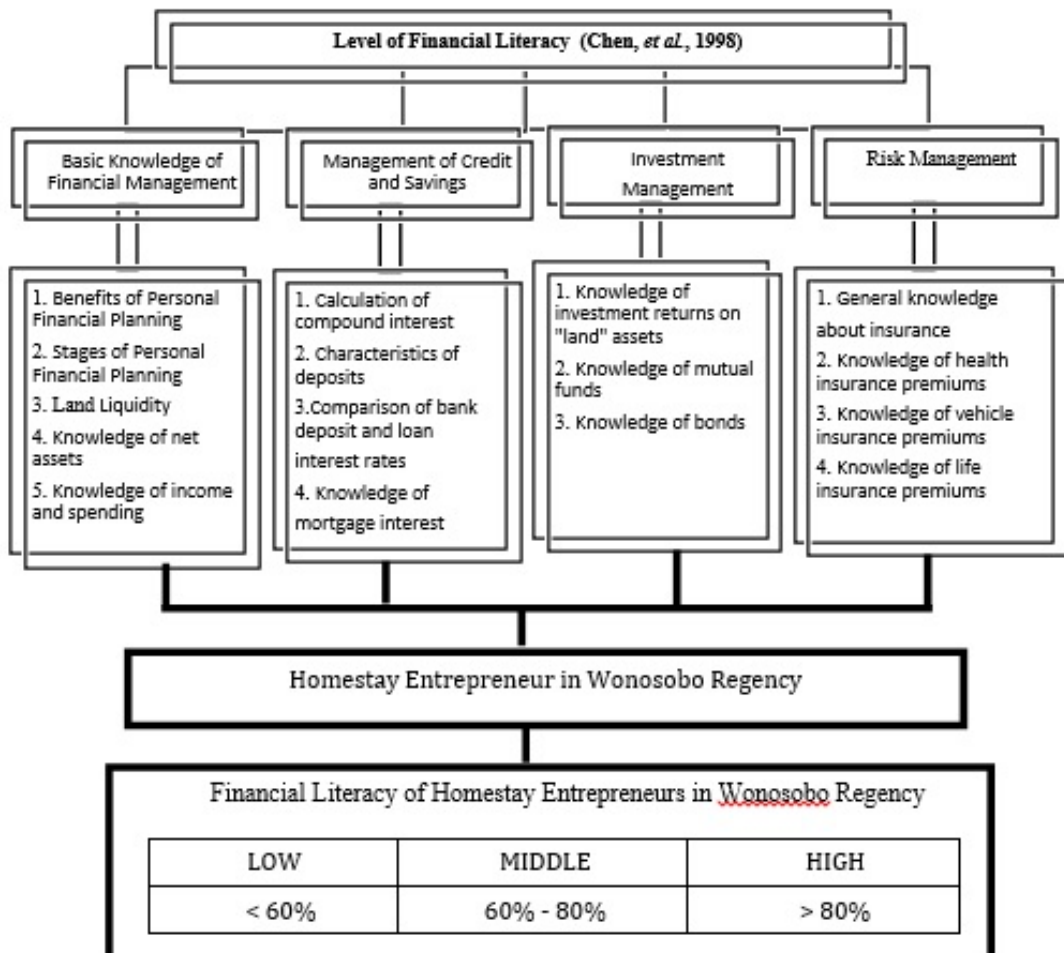 Level of Financial Literacy (Chen, et al., 1998)
Basic Knowledge of
Financial Management
Management of Credit
and Savings
Investment
Management
Risk Management
1. Benefits of Personal
Financial Planning
2. Stages of Personal
Financial Planning
3. Land Liquidity
4. Knowledge of net
assets
5. Knowledge of income
and spending
1. Calculation of
compound interest
2. Characteristics of
deposits
3.Comparison of bank
deposit and loan
interest rates
4. Knowledge of
mortgage interest
1. Knowledge of
investment returns on
"land" assets
2. Knowledge of mutual
funds
3. Knowledge of bonds
1. General knowledge
about insurance
2. Knowledge of health
insurance premiums
3. Knowledge of vehicle
insurance premiums
4. Knowledge of life
insurance premiums
Homestay Entrepreneur in Wonosobo Regency
Financial Literacy of Homestay Entrepreneurs in Wonosobo Regency
LOW MIDDLE HIGH
< 60% 60% - 80% > 80%